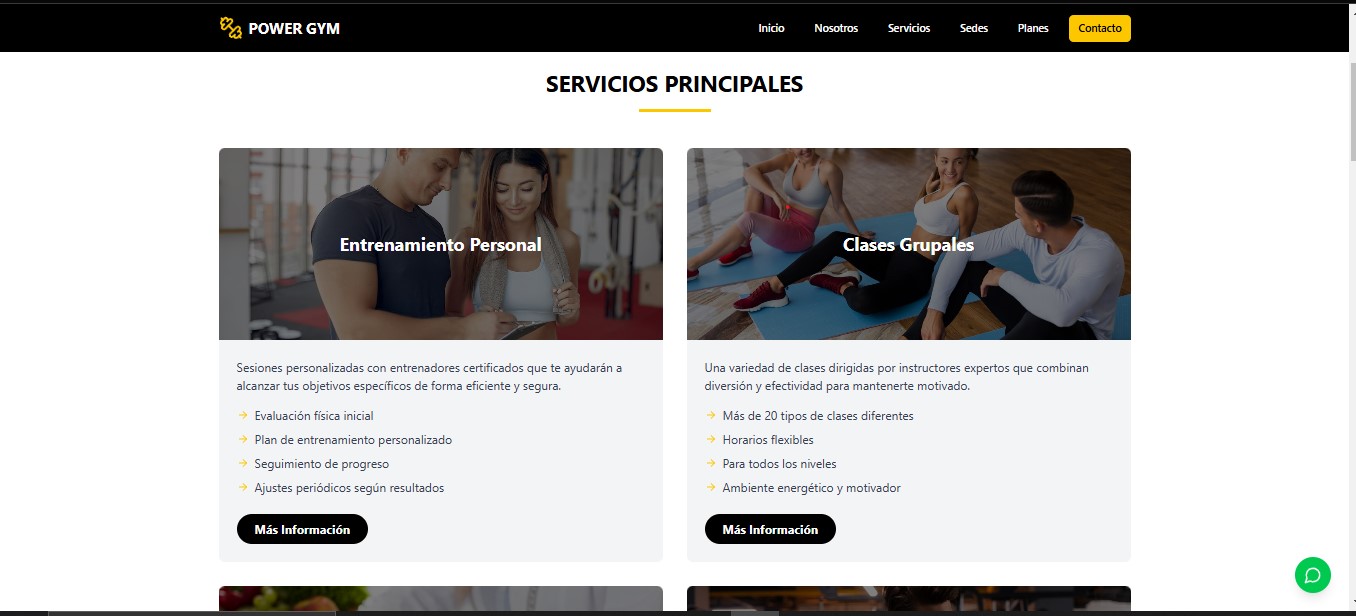 POWER GYM
Inicio
Nosotros
Servicios
Sedes
Planes
Contacto
SERVICIOS PRINCIPALES
Entrenamiento Personal
Sesiones personalizadas con entrenadores certificados que te ayudarán a
alcanzar tus objetivos específicos de forma eficiente y segura.
Evaluación física inicial
Plan de entrenamiento personalizado
Seguimiento de progreso
Ajustes periódicos según resultados
Más Información
Clases Grupales
Una variedad de clases dirigidas por instructores expertos que combinan
diversión y efectividad para mantenerte motivado.
Más de 20 tipos de clases diferentes
Horarios flexibles
Para todos los niveles
Ambiente energético y motivador
Más Información